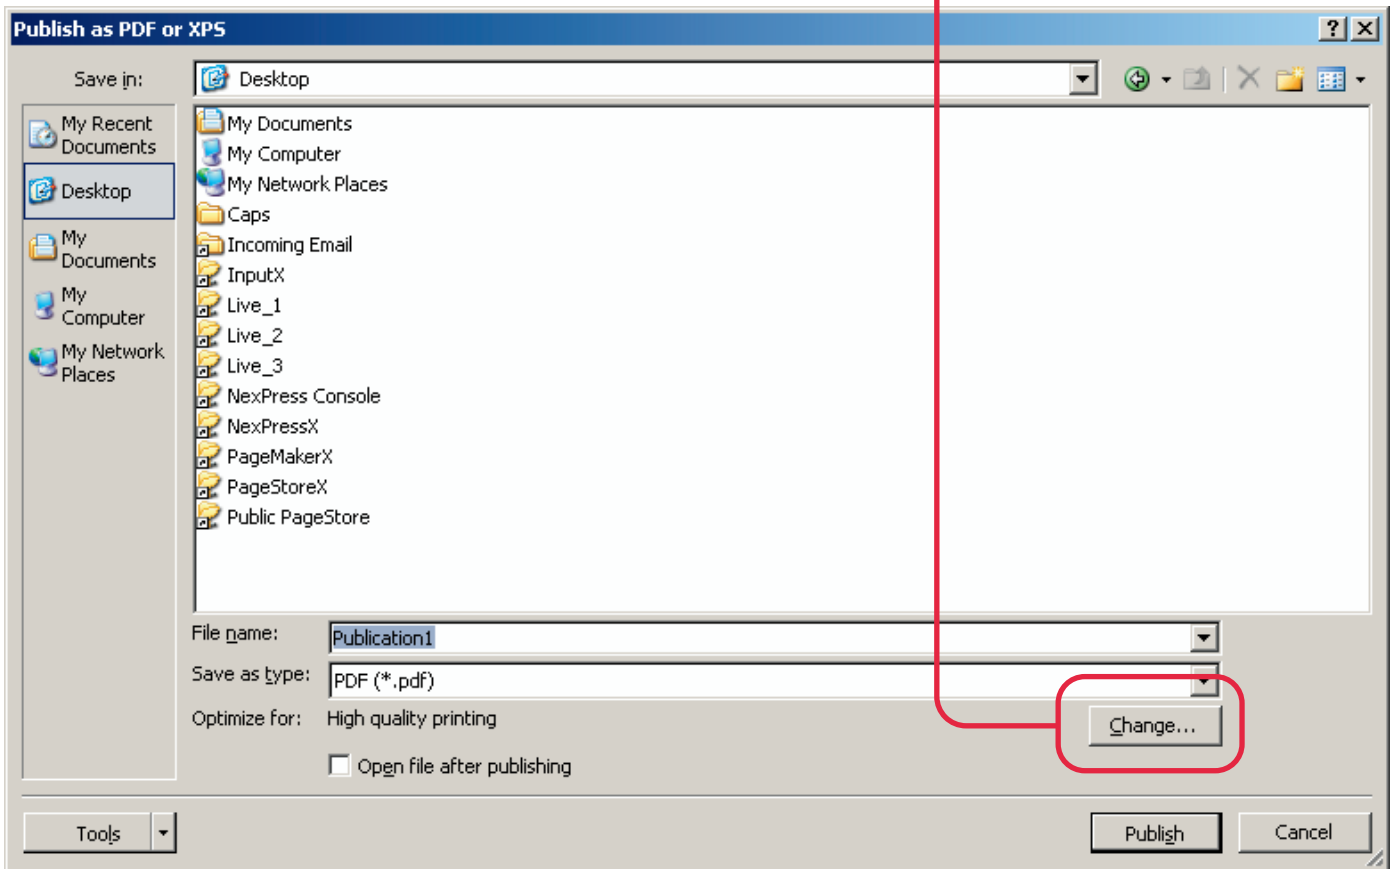 Publish as PDF or XPS
Save in:
Desktop
My Recent
Documents
Desktop
My
Documents
My
Computer
My Network
Places
My Documents
My Computer
My Network Places
Caps
Incoming Email
InputX
Live_1
Live_2
Live_3
NexPress Console
NexPressX
PageMakerX
PageStoreX
Public PageStore
File name:
Publication1
Save as type:
PDF (*.pdf)
Optimize for:
High quality printing
Change...
Open file after publishing
Tools
Publish
Cancel